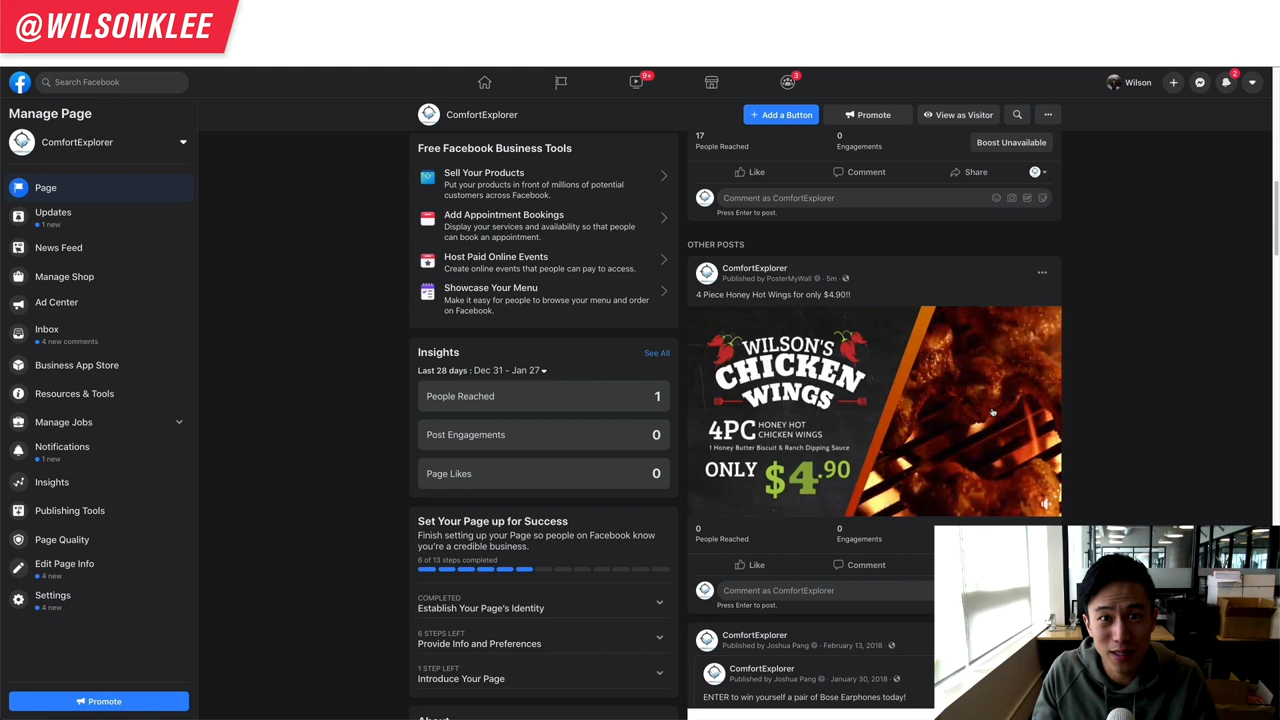 @WILSONKLEE
Search Facebook
9+
3
Wilson
2
Manage Page
ComfortExplorer
Page
Updates
1 new
News Feed
Manage Shop
Ad Center
Inbox
4 new comments
Business App Store
Resources & Tools
Manage Jobs
Notifications
1 new
Insights
Publishing Tools
Page Quality
Edit Page Info
4 new
Settings
4 new
Promote
ComfortExplorer
+ Add a Button
Promote
View as Visitor
Free Facebook Business Tools
Sell Your Products
Put your products in front of millions of potential
customers across Facebook.
Add Appointment Bookings
Display your services and availability so that people
can book an appointment.
Host Paid Online Events
Create online events that people can pay to access.
Showcase Your Menu
Make it easy for people to browse your menu and order
on Facebook.
Insights
See All
Last 28 days : Dec 31 - Jan 27
People Reached 1
Post Engagements 0
Page Likes 0
Set Your Page up for Success
Finish setting up your Page so people on Facebook know
you're a credible business.
6 of 13 steps completed
COMPLETED
Establish Your Page's Identity
6 STEPS LEFT
Provide Info and Preferences
1 STEP LEFT
Introduce Your Page
17
People Reached
0
Engagements
Boost Unavailable
Like
Comment
Share
Comment as ComfortExplorer
Press Enter to post.
OTHER POSTS
ComfortExplorer
Published by PosterMyWall · 5m ·
4 Piece Honey Hot Wings for only $4.90!!
WILSON'S
CHICKEN
WINGS
4PC HONEY HOT
CHICKEN WINGS
1 Honey Butter Biscuit & Ranch Dipping Sauce
ONLY $4.90
0
People Reached
0
Engagements
Like
Comment
Comment as ComfortExplorer
Press Enter to post.
ComfortExplorer
Published by Joshua Pang · February 13, 2018 ·
ComfortExplorer
Published by Joshua Pang · January 30, 2018 ·
ENTER to win yourself a pair of Bose Earphones today!